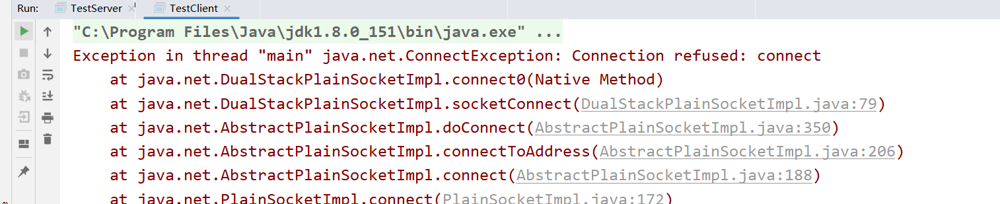 Run: TestServer × TestClient ×
"C:\Program Files\Java\jdk1.8.0_151\bin\java.exe" ...
Exception in thread "main" java.net.ConnectException: Connection refused: connect
at java.net.DualStackPlainSocketImpl.connect0(Native Method)
at java.net.DualStackPlainSocketImpl.socketConnect(DualStackPlainSocketImpl.java:79)
at java.net.AbstractPlainSocketImpl.doConnect(AbstractPlainSocketImpl.java:350)
at java.net.AbstractPlainSocketImpl.connectToAddress(AbstractPlainSocketImpl.java:206)
at java.net.AbstractPlainSocketImpl.connect(AbstractPlainSocketImpl.java:188)
at java.net.PlainSocketImpl.connect(PlainSocketImpl.java:172)